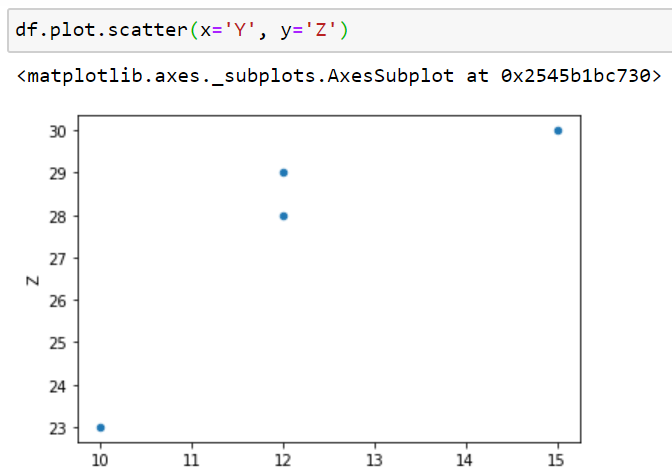 df.plot.scatter(x='Y', y='Z')
<matplotlib.axes._subplots.AxesSubplot at 0x2545b1bc730>
30
29
28
27
Z
26
25
24
23
10 11 12 13 14 15